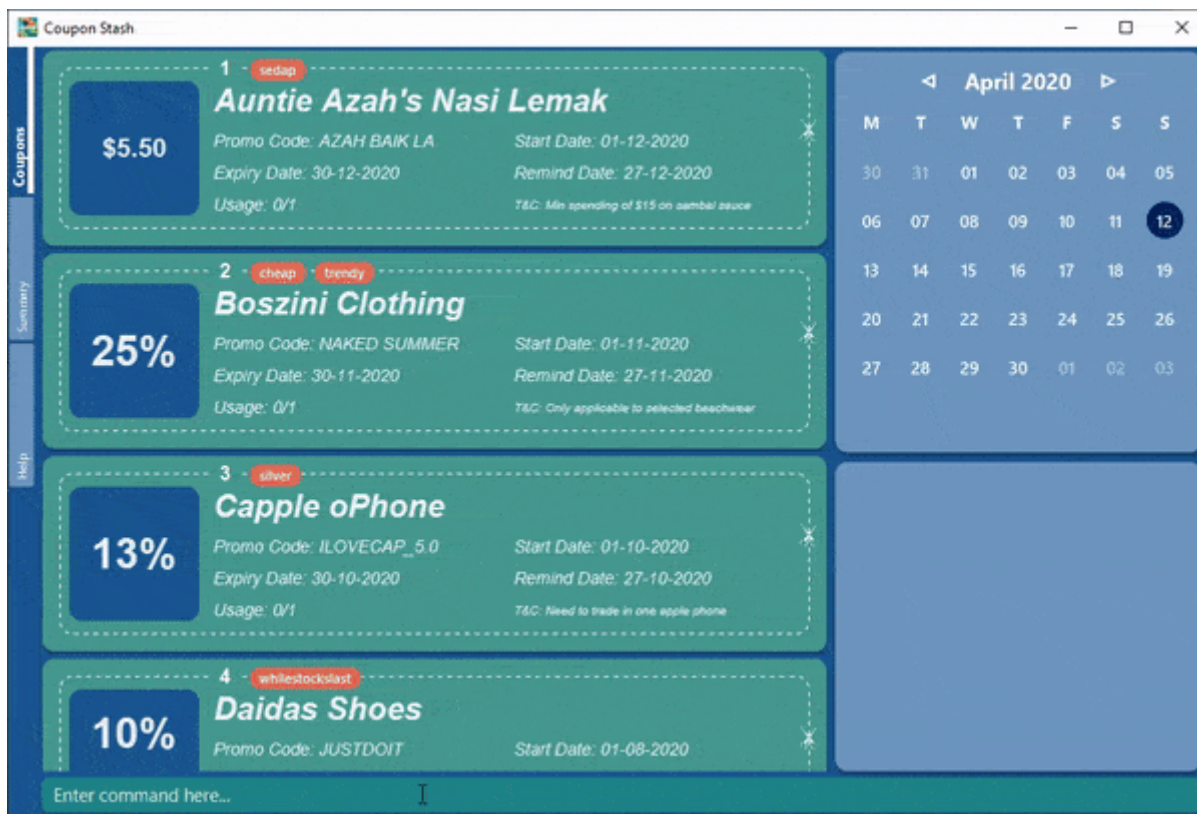 Coupon Stash
Coupons
Summary
Help
1 sedap
Auntie Azah's Nasi Lemak
$5.50
Promo Code: AZAH BAIK LA Start Date: 01-12-2020
Expiry Date: 30-12-2020 Remind Date: 27-12-2020
Usage: 0/1 T&C: Min spending of $15 on sambal sauce
2 cheap trendy
Boszini Clothing
25%
Promo Code: NAKED SUMMER Start Date: 01-11-2020
Expiry Date: 30-11-2020 Remind Date: 27-11-2020
Usage: 0/1 T&C: Only applicable to selected beachwear
3 silver
Capple oPhone
13%
Promo Code: ILOVECAP_5.0 Start Date: 01-10-2020
Expiry Date: 30-10-2020 Remind Date: 27-10-2020
Usage: 0/1 T&C: Need to trade in one apple phone
4 whilestockslast
Daidas Shoes
10%
Promo Code: JUSTDOIT Start Date: 01-08-2020
April 2020
M T W T F S S
30 31 01 02 03 04 05
06 07 08 09 10 11 12
13 14 15 16 17 18 19
20 21 22 23 24 25 26
27 28 29 30 01 02 03
Enter command here...